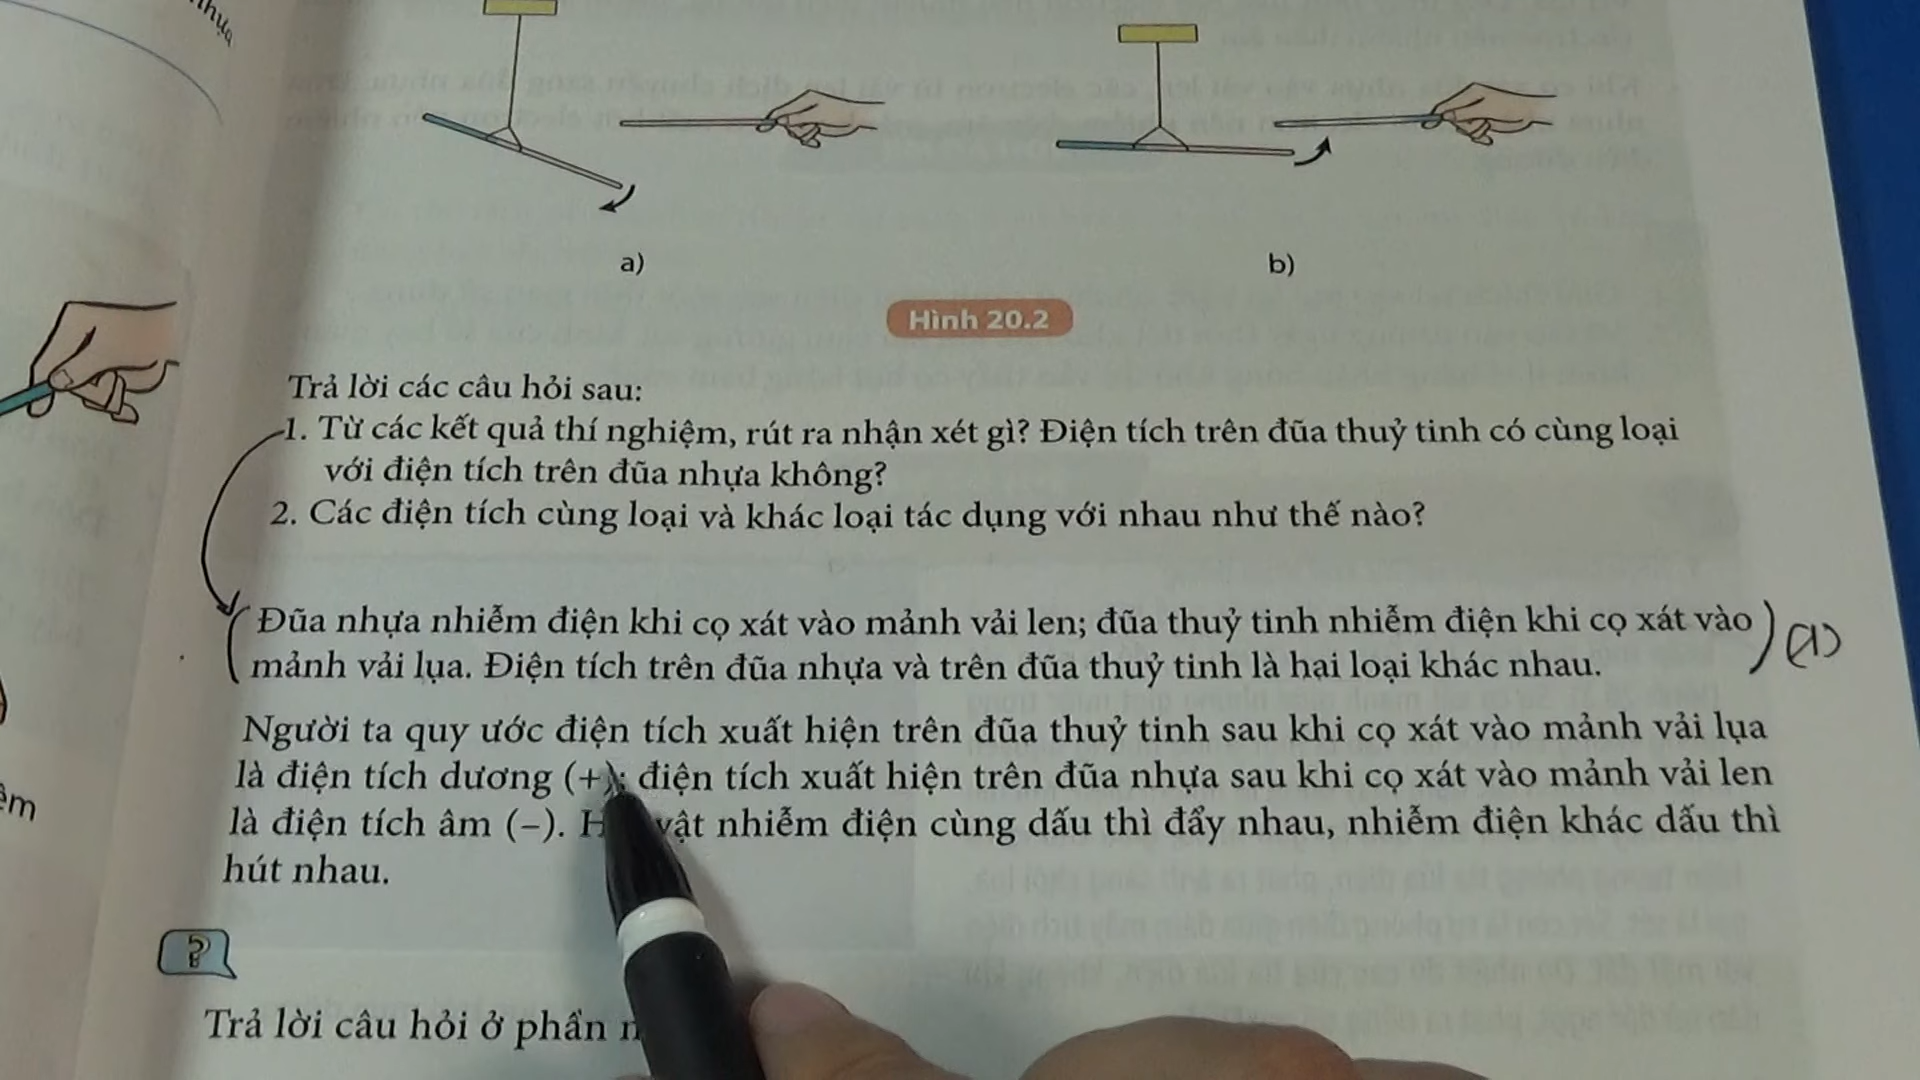 a)
b)
Hình 20.2
Trả lời các câu hỏi sau:
1. Từ các kết quả thí nghiệm, rút ra nhận xét gì? Điện tích trên đũa thuỷ tinh có cùng loại
với điện tích trên đũa nhựa không?
2. Các điện tích cùng loại và khác loại tác dụng với nhau như thế nào?
Đũa nhựa nhiễm điện khi cọ xát vào mảnh vải len; đũa thuỷ tinh nhiễm điện khi cọ xát vào
mảnh vải lụa. Điện tích trên đũa nhựa và trên đũa thuỷ tinh là hai loại khác nhau.
(1)
Người ta quy ước điện tích xuất hiện trên đũa thuỷ tinh sau khi cọ xát vào mảnh vải lụa
là điện tích dương (+); điện tích xuất hiện trên đũa nhựa sau khi cọ xát vào mảnh vải len
là điện tích âm (–). vật nhiễm điện cùng dấu thì đẩy nhau, nhiễm điện khác dấu thì
hút nhau.
?
Trả lời câu hỏi ở phần